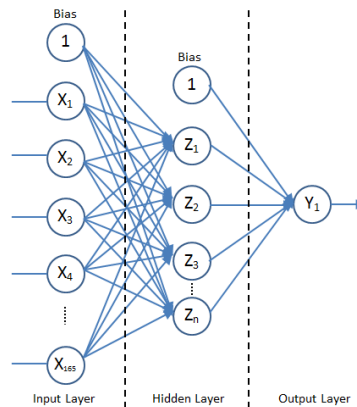 Bias
1
Bias
X₁
1
X₂
Z₁
X₃
Z₂
Y₁
X₄
Z₃
Zₙ
X₁₆₅
Input Layer
Hidden Layer
Output Layer